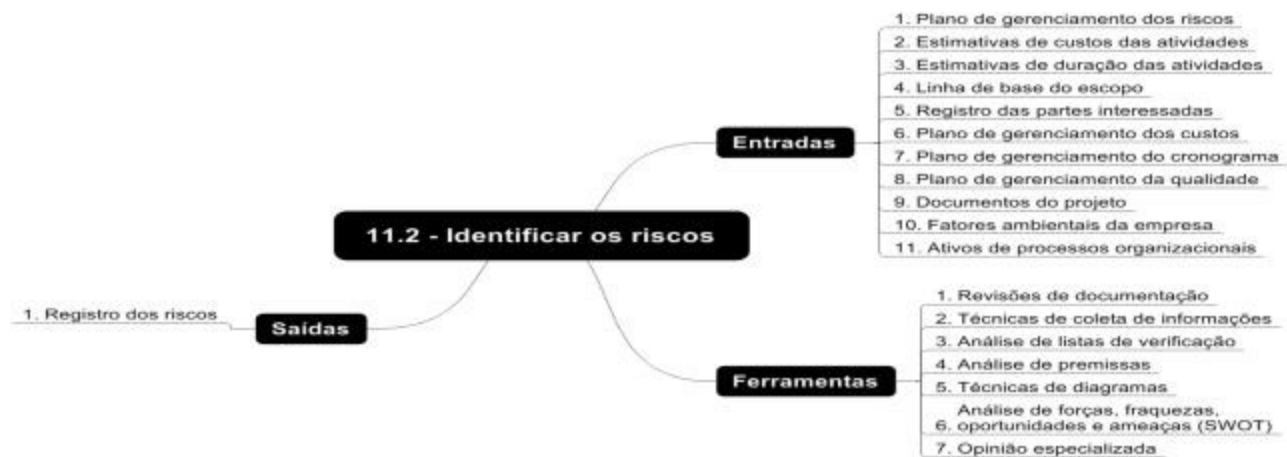 11.2 - Identificar os riscos
Entradas
1. Plano de gerenciamento dos riscos
2. Estimativas de custos das atividades
3. Estimativas de duração das atividades
4. Linha de base do escopo
5. Registro das partes interessadas
6. Plano de gerenciamento dos custos
7. Plano de gerenciamento do cronograma
8. Plano de gerenciamento da qualidade
9. Documentos do projeto
10. Fatores ambientais da empresa
11. Ativos de processos organizacionais
Ferramentas
1. Revisões de documentação
2. Técnicas de coleta de informações
3. Análise de listas de verificação
4. Análise de premissas
5. Técnicas de diagramas
Análise de forças, fraquezas,
6. oportunidades e ameaças (SWOT)
7. Opinião especializada
Saídas
1. Registro dos riscos